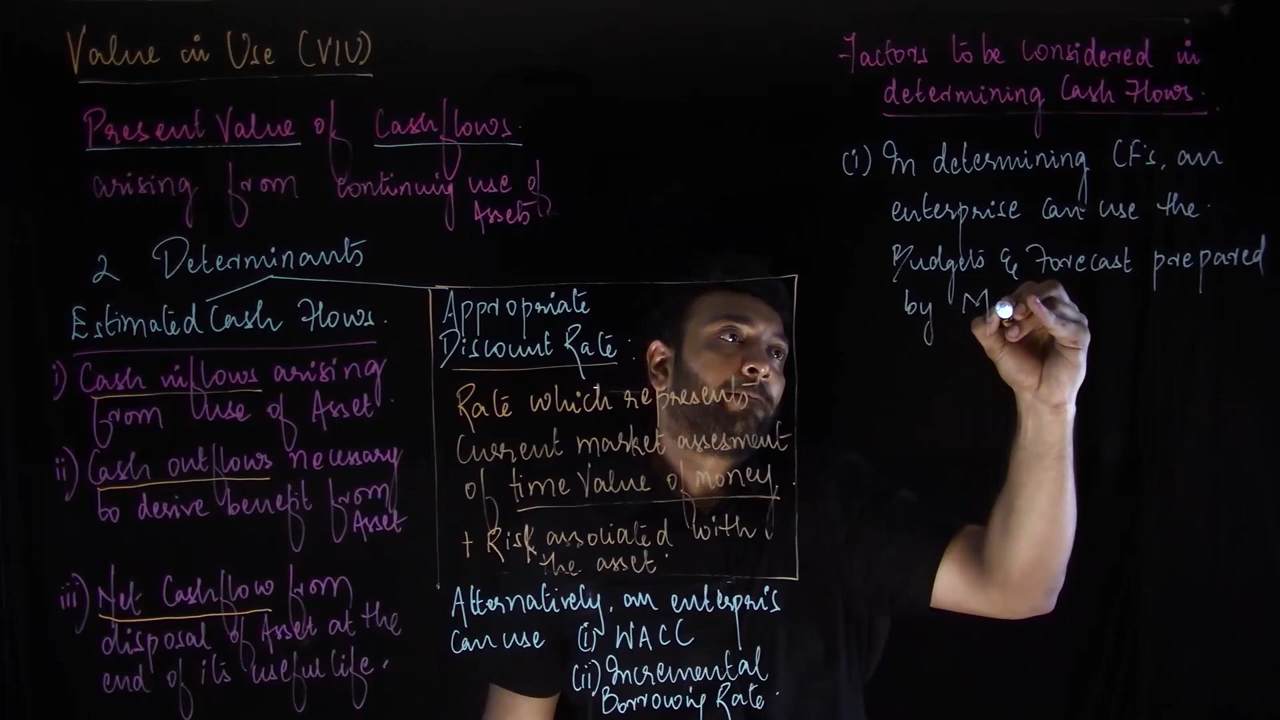 Value in Use (VIU)
Present Value of Cashflows.
arising from continuing use of
Asset.
2 Determinants
Estimated Cash Flows.
i) Cash inflows arising
from use of Asset.
ii) Cash outflows necessary
to derive benefit from
Asset
iii) Net Cashflow from
disposal of Asset at the
end of its useful life.
Appropriate
Discount Rate.
Rate which represents
Current market assesment
of time Value of money.
+ Risk associated with
the asset.
Alternatively, an enterpris
can use (i) WACC
(ii) Incremental
Borrowing Rate.
Factors to be considered in
determining Cash Flows.
(i) In determining CFs, an
enterprise can use the
Budgets & Forecast prepared
by M